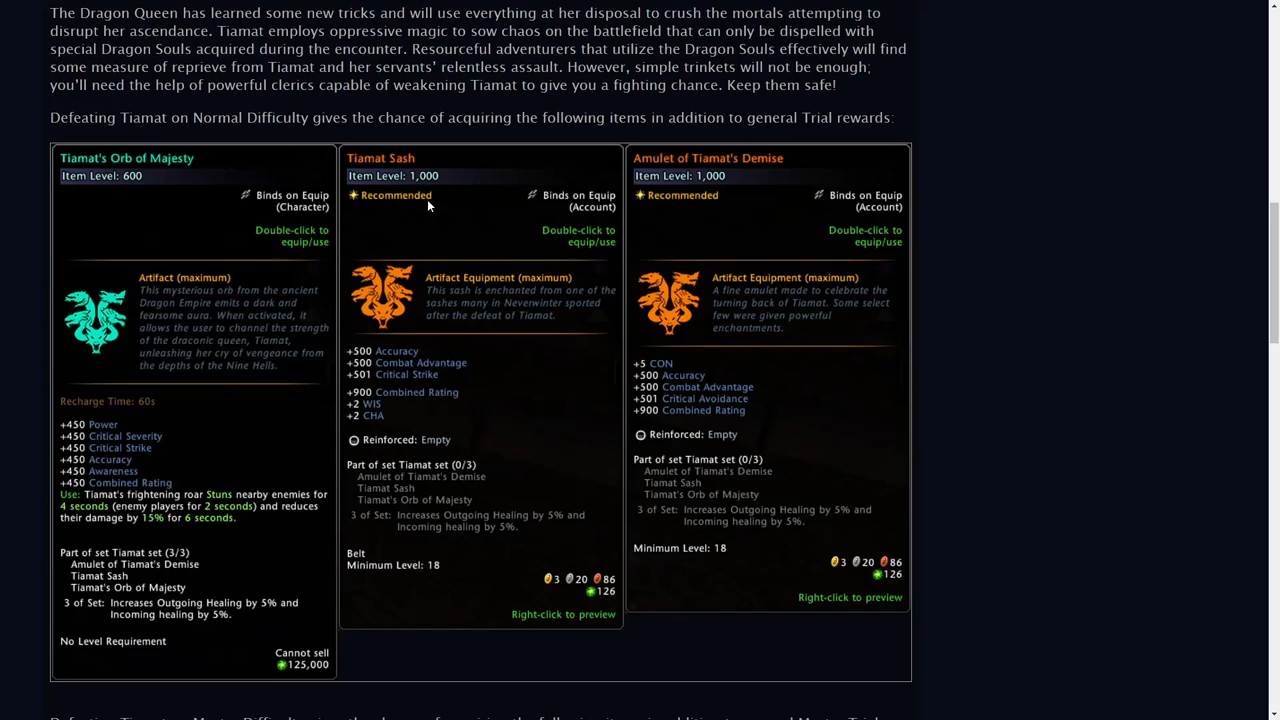 The Dragon Queen has learned some new tricks and will use everything at her disposal to crush the mortals attempting to
disrupt her ascendance. Tiamat employs oppressive magic to sow chaos on the battlefield that can only be dispelled with
special Dragon Souls acquired during the encounter. Resourceful adventurers that utilize the Dragon Souls effectively will find
some measure of reprieve from Tiamat and her servants' relentless assault. However, simple trinkets will not be enough;
you'll need the help of powerful clerics capable of weakening Tiamat to give you a fighting chance. Keep them safe!
Defeating Tiamat on Normal Difficulty gives the chance of acquiring the following items in addition to general Trial rewards:
Tiamat's Orb of Majesty
Item Level: 600
Binds on Equip
(Character)
Double-click to
equip/use
Artifact (maximum)
This mysterious orb from the ancient
Dragon Empire emits a dark and
fearsome aura. When activated, it
allows the user to channel the strength
of the draconic queen, Tiamat,
unleashing her cry of vengeance from
the depths of the Nine Hells.
Recharge Time: 60s
+450 Power
+450 Critical Severity
+450 Critical Strike
+450 Accuracy
+450 Awareness
+450 Combined Rating
Use: Tiamat's frightening roar Stuns nearby enemies for
4 seconds (enemy players for 2 seconds) and reduces
their damage by 15% for 6 seconds.
Part of set Tiamat set (3/3)
Amulet of Tiamat's Demise
Tiamat Sash
Tiamat's Orb of Majesty
3 of Set: Increases Outgoing Healing by 5% and
Incoming healing by 5%.
No Level Requirement
Cannot sell
125,000
Tiamat Sash
Item Level: 1,000
Recommended
Binds on Equip
(Account)
Double-click to
equip/use
Artifact Equipment (maximum)
This sash is enchanted from one of the
sashes many in Neverwinter sported
after the defeat of Tiamat.
+500 Accuracy
+500 Combat Advantage
+501 Critical Strike
+900 Combined Rating
+2 WIS
+2 CHA
Reinforced: Empty
Part of set Tiamat set (0/3)
Amulet of Tiamat's Demise
Tiamat Sash
Tiamat's Orb of Majesty
3 of Set: Increases Outgoing Healing by 5% and
Incoming healing by 5%.
Belt
Minimum Level: 18
3 20 86
126
Right-click to preview
Amulet of Tiamat's Demise
Item Level: 1,000
Recommended
Binds on Equip
(Account)
Double-click to
equip/use
Artifact Equipment (maximum)
A fine amulet made to celebrate the
turning back of Tiamat. Some select
few were given powerful
enchantments.
+5 CON
+500 Accuracy
+500 Combat Advantage
+501 Critical Avoidance
+900 Combined Rating
Reinforced: Empty
Part of set Tiamat set (0/3)
Amulet of Tiamat's Demise
Tiamat Sash
Tiamat's Orb of Majesty
3 of Set: Increases Outgoing Healing by 5% and
Incoming healing by 5%.
Minimum Level: 18
3 20 86
126
Right-click to preview
Defeating Tiamat on Master Difficulty gives the chance of acquiring the following items in addition to general Master Trial